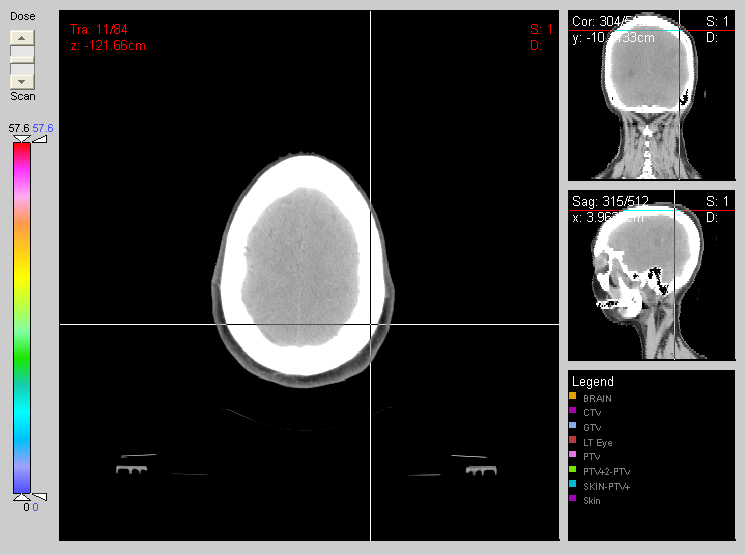 Dose
Scan
57.6 57.6
0 0
Tra: 11/84
z: -121.66cm
S: 1
D:
S: 1
D:
Sag: 315/512
S: 1
D:
Legend
BRAIN
CTV
GTV
LT Eye
PTV
PTV+2-PTV
SKIN-PTV+
Skin